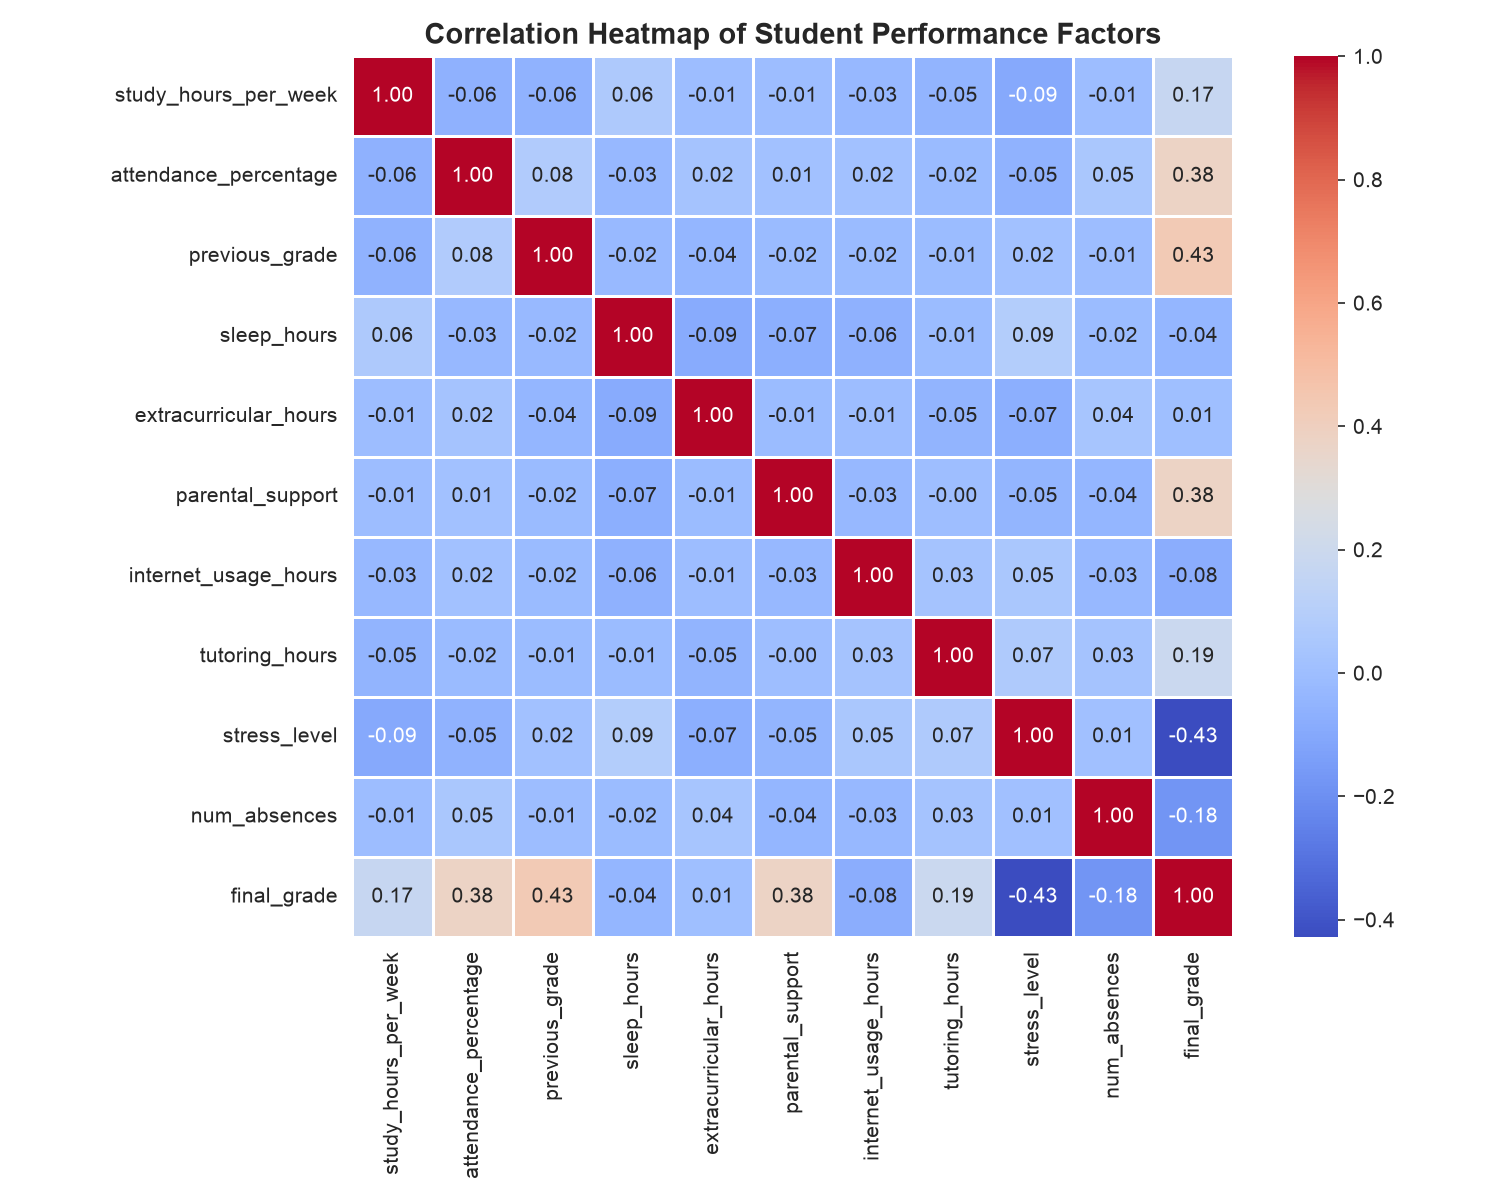 Correlation Heatmap of Student Performance Factors
study_hours_per_week 1.00 -0.06 -0.06 0.06 -0.01 -0.01 -0.03 -0.05 -0.09 -0.01 0.17
attendance_percentage -0.06 1.00 0.08 -0.03 0.02 0.01 0.02 -0.02 -0.05 0.05 0.38
previous_grade -0.06 0.08 1.00 -0.02 -0.04 -0.02 -0.02 -0.01 0.02 -0.01 0.43
sleep_hours 0.06 -0.03 -0.02 1.00 -0.09 -0.07 -0.06 -0.01 0.09 -0.02 -0.04
extracurricular_hours -0.01 0.02 -0.04 -0.09 1.00 -0.01 -0.01 -0.05 -0.07 0.04 0.01
parental_support -0.01 0.01 -0.02 -0.07 -0.01 1.00 -0.03 -0.00 -0.05 -0.04 0.38
internet_usage_hours -0.03 0.02 -0.02 -0.06 -0.01 -0.03 1.00 0.03 0.05 -0.03 -0.08
tutoring_hours -0.05 -0.02 -0.01 -0.01 -0.05 -0.00 0.03 1.00 0.07 0.03 0.19
stress_level -0.09 -0.05 0.02 0.09 -0.07 -0.05 0.05 0.07 1.00 0.01 -0.43
num_absences -0.01 0.05 -0.01 -0.02 0.04 -0.04 -0.03 0.03 0.01 1.00 -0.18
final_grade 0.17 0.38 0.43 -0.04 0.01 0.38 -0.08 0.19 -0.43 -0.18 1.00
study_hours_per_week
attendance_percentage
previous_grade
sleep_hours
extracurricular_hours
parental_support
internet_usage_hours
tutoring_hours
stress_level
num_absences
final_grade
1.0
0.8
0.6
0.4
0.2
0.0
−0.2
−0.4